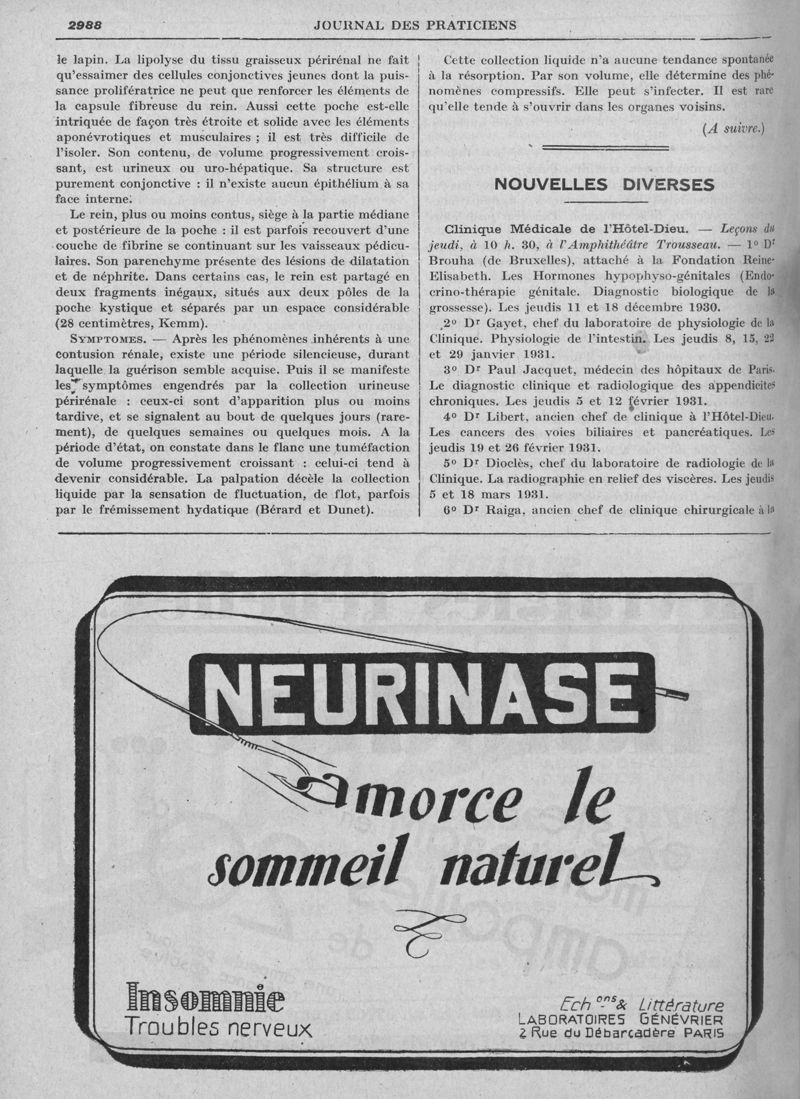 2988
JOURNAL DES PRATICIENS
le lapin. La lipolyse du tissu graisseux périrénal ne fait
qu'essaimer des cellules conjonctives jeunes dont la puis-
sance prolifératrice ne peut que renforcer les éléments de
la capsule fibreuse du rein. Aussi cette poche est-elle
intriquée de façon très étroite et solide avec les éléments
aponévrotiques et musculaires ; il est très difficile de
l'isoler. Son contenu, de volume progressivement crois-
sant, est urineux ou uro-hépatique. Sa structure est
purement conjonctive : il n'existe aucun épithélium à sa
face interne.
Le rein, plus ou moins contus, siège à la partie médiane
et postérieure de la poche : il est parfois recouvert d'une
couche de fibrine se continuant sur les vaisseaux pédicu-
laires. Son parenchyme présente des lésions de dilatation
et de néphrite. Dans certains cas, le rein est partagé en
deux fragments inégaux, situés aux deux pôles de la
poche kystique et séparés par un espace considérable
(28 centimètres, Kemm).
SYMPTOMES. — Après les phénomènes inhérents à une
contusion rénale, existe une période silencieuse, durant
laquelle la guérison semble acquise. Puis il se manifeste
les symptômes engendrés par la collection urineuse
périrénale : ceux-ci sont d'apparition plus ou moins
tardive, et se signalent au bout de quelques jours (rare-
ment), de quelques semaines ou quelques mois. A la
période d'état, on constate dans le flanc une tuméfaction
de volume progressivement croissant : celui-ci tend à
devenir considérable. La palpation décèle la collection
liquide par la sensation de fluctuation, de flot, parfois
par le frémissement hydatique (Bérard et Dunet).
Cette collection liquide n'a aucune tendance spontanée
à la résorption. Par son volume, elle détermine des phé-
nomènes compressifs. Elle peut s'infecter. Il est rare
qu'elle tende à s'ouvrir dans les organes voisins.
(A suivre.)
NOUVELLES DIVERSES
Clinique Médicale de l'Hôtel-Dieu. — Leçons du
jeudi, à 10 h. 30, à l'Amphithéâtre Trousseau. — 1º Dr
Brouha (de Bruxelles), attaché à la Fondation Reine-
Elisabeth. Les Hormones hypophyso-génitales (Endo-
crino-thérapie génitale. Diagnostic biologique de la
grossesse). Les jeudis 11 et 18 décembre 1930.
2º Dr Gayet, chef du laboratoire de physiologie de la
Clinique. Physiologie de l'intestin. Les jeudis 8, 15, 22
et 29 janvier 1931.
3º Dr Paul Jacquet, médecin des hôpitaux de Paris.
Le diagnostic clinique et radiologique des appendicites
chroniques. Les jeudis 5 et 12 février 1931.
4º Dr Libert, ancien chef de clinique à l'Hôtel-Dieu.
Les cancers des voies biliaires et pancréatiques. Les
jeudis 19 et 26 février 1931.
5º Dr Dioclès, chef du laboratoire de radiologie de la
Clinique. La radiographie en relief des viscères. Les jeudis
5 et 18 mars 1931.
6º Dr Raiga, ancien chef de clinique chirurgicale à la
NEURINASE
amorce le
sommeil naturel
Insomnie
Troubles nerveux
Ech ons & Littérature
LABORATOIRES GÉNÉVRIER
2 Rue du Débarcadère PARIS